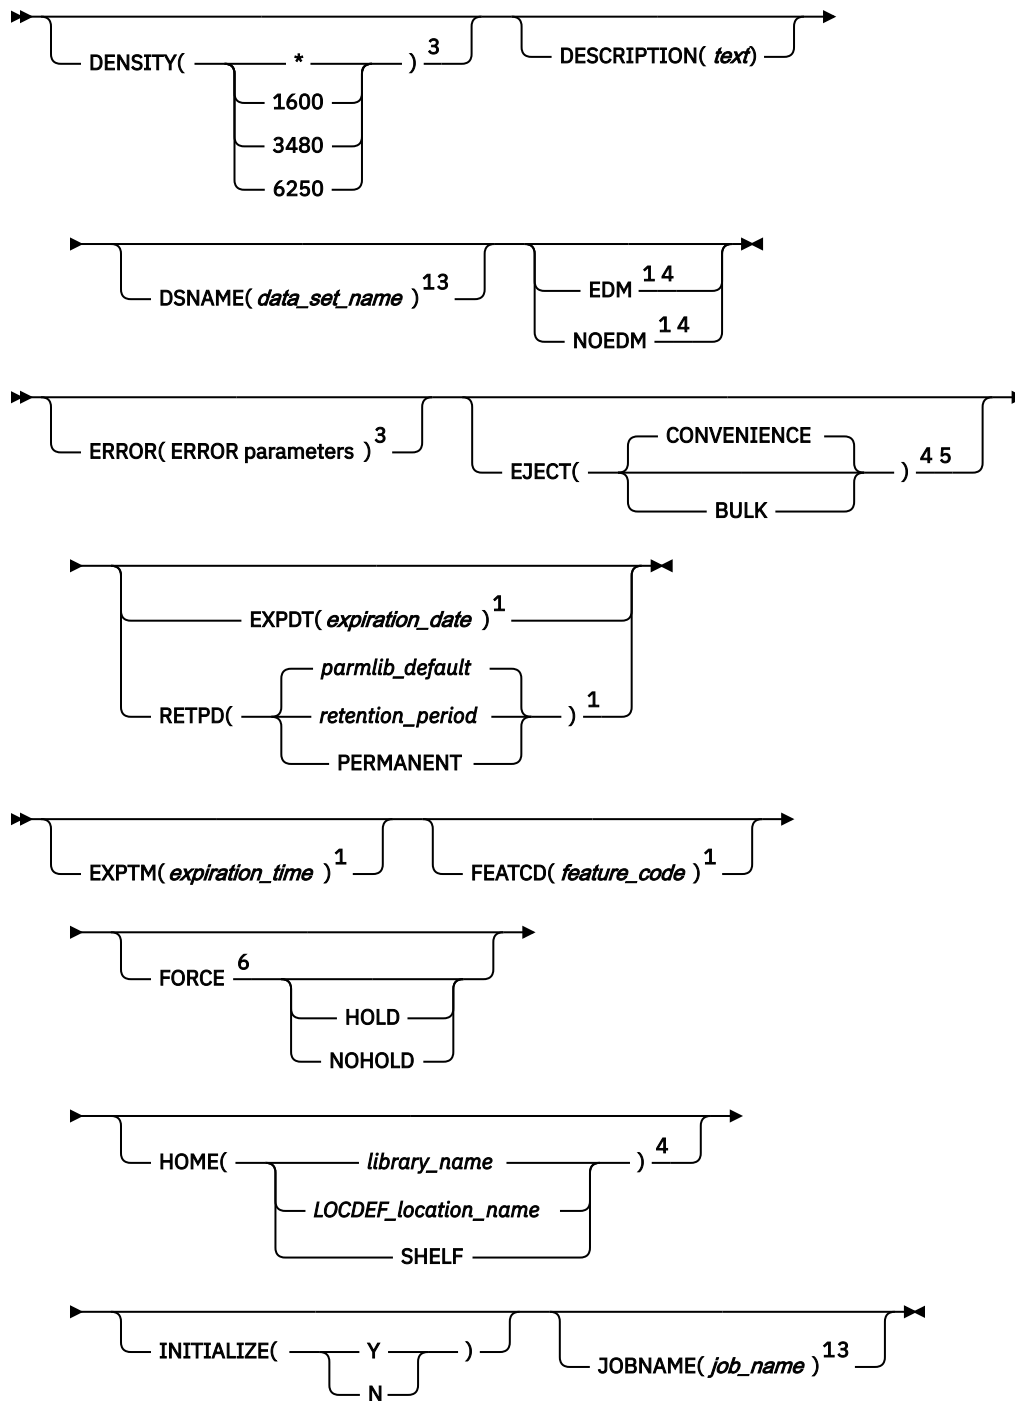 DENSITY( * ) 3
1600
3480
6250
DESCRIPTION( text)
DSNAME( data_set_name ) 13
EDM 1 4
NOEDM 1 4
ERROR( ERROR parameters ) 3
CONVENIENCE
EJECT( ) 4 5
BULK
EXPDT( expiration_date ) 1
parmlib_default
RETPD( retention_period ) 1
PERMANENT
EXPTM( expiration_time ) 1
FEATCD( feature_code ) 1
FORCE 6
HOLD
NOHOLD
HOME( library_name ) 4
LOCDEF_location_name
SHELF
INITIALIZE( Y )
N
JOBNAME( job_name ) 13